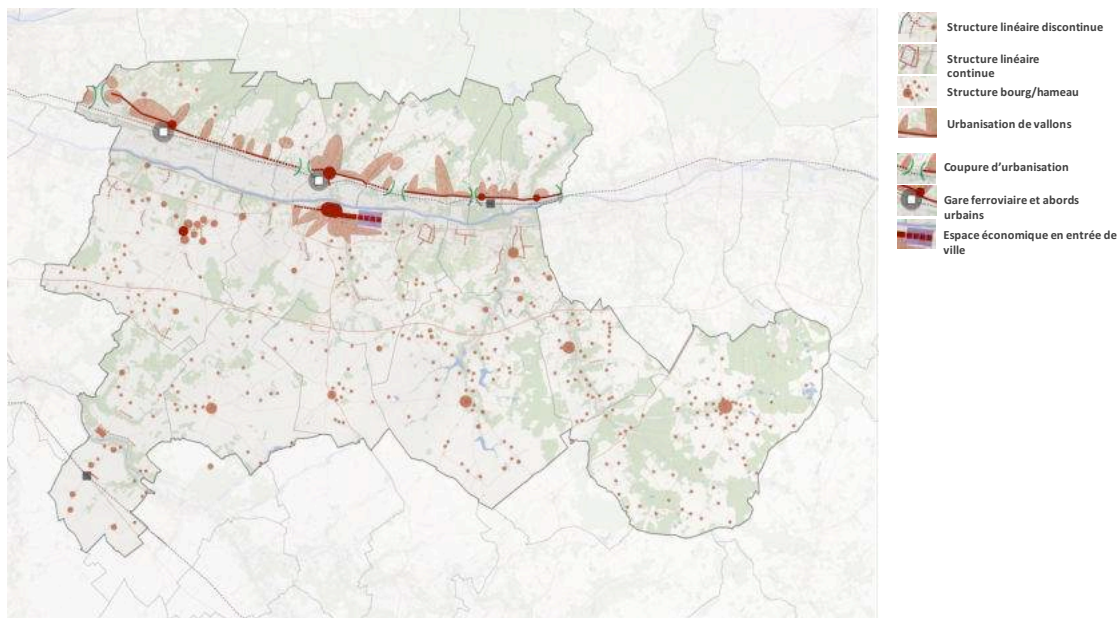 Structure linéaire discontinue
Structure linéaire
continue
Structure bourg/hameau
Urbanisation de vallons
Coupure d'urbanisation
Gare ferroviaire et abords
urbains
Espace économique en entrée de
ville